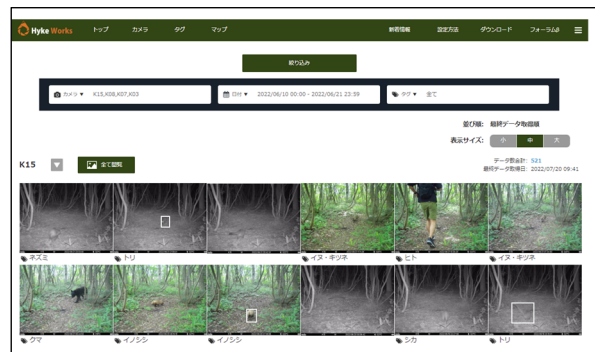 Hyke Works トップ カメラ タグ マップ 新着情報 設定方法 ダウンロード フォーラムβ
絞り込み
カメラ ▼ K15,K08,K07,K03 日付 ▼ 2022/06/10 00:00 - 2022/06/21 23:59 タグ ▼ 全て
並び順: 最終データ取得順
表示サイズ: 小 中 大
K15 ▼ 全て閲覧 データ数合計: 521
最終データ取得日: 2022/07/20 09:41
ネズミ トリ イヌ・キツネ ヒト イヌ・キツネ
クマ イノシシ イノシシ シカ トリ